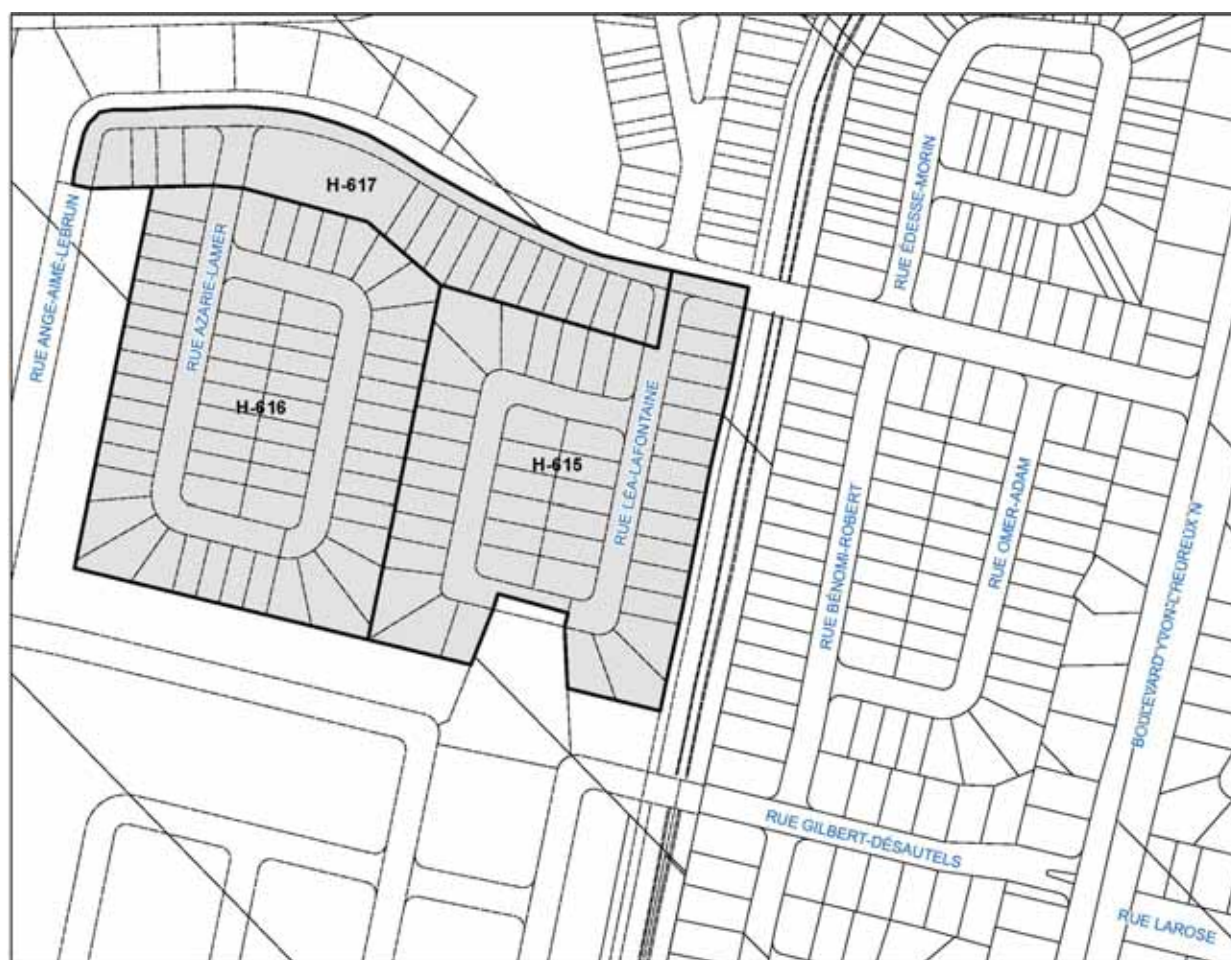 H-617
RUE ÉDESSE-MORIN
RUE ANGE-AIMÉ-LEBRUN
RUE AZARIE-LAMER
H-616
H-615
RUE LÉA-LAFONTAINE
RUE BÉNOMI-ROBERT
RUE OMER-ADAM
BOULEVARD YVON-L'HEUREUX N
RUE GILBERT-DÉSAUTELS
RUE LAROSE